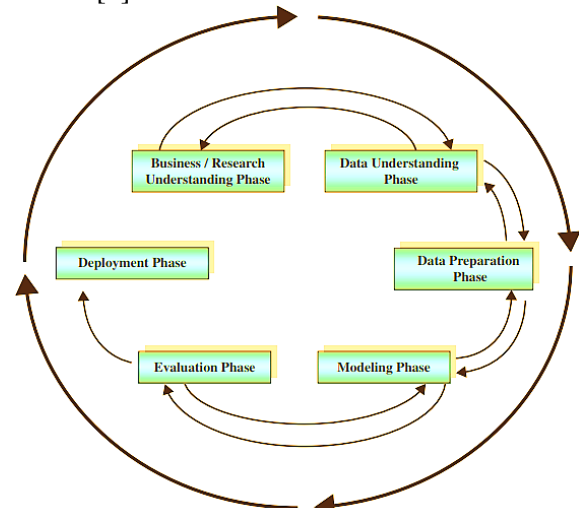 Business / Research
Understanding Phase
Data Understanding
Phase
Deployment Phase
Data Preparation
Phase
Evaluation Phase
Modeling Phase